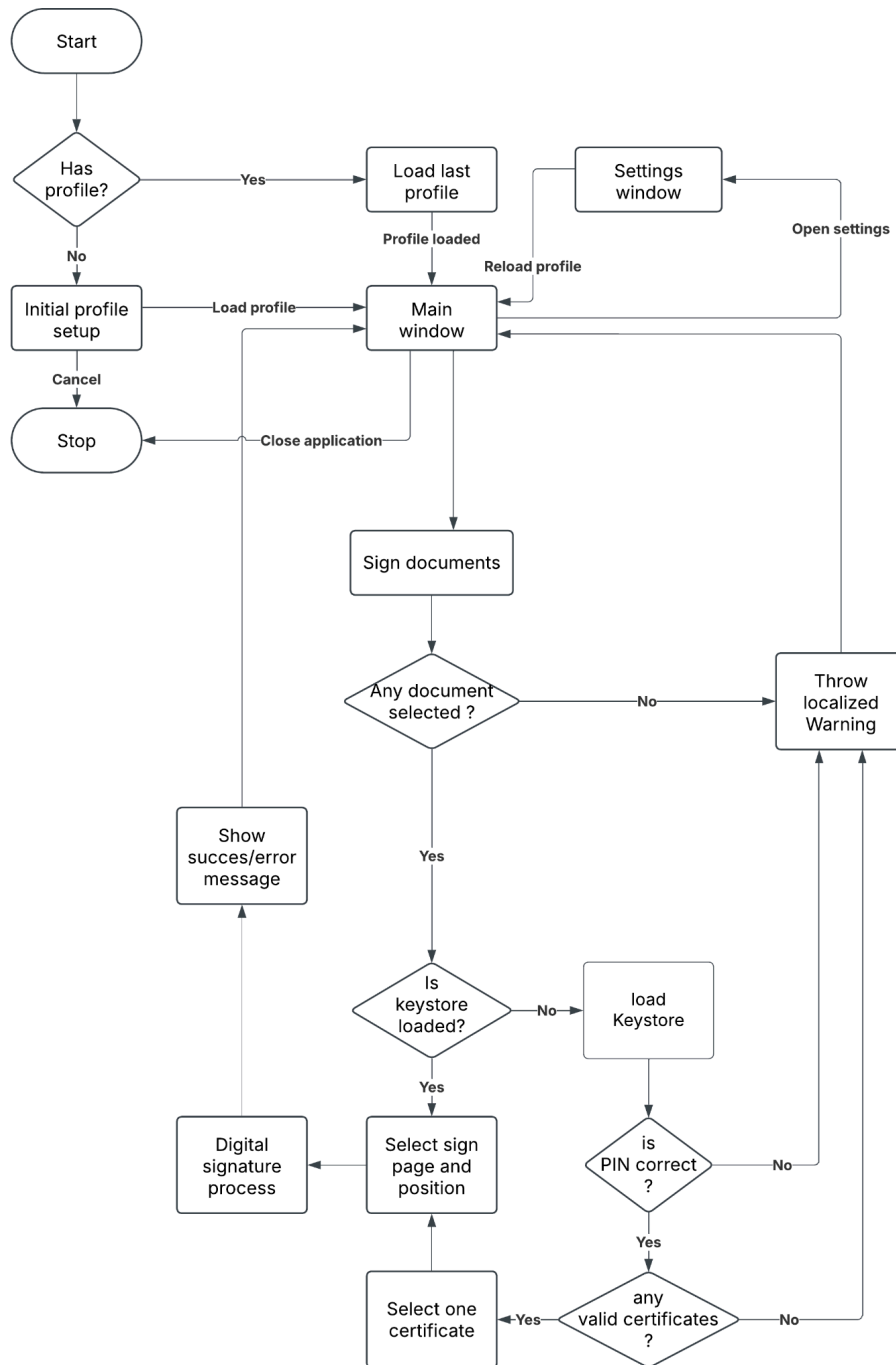 Start
Has
profile?
Yes
Load last
profile
Settings
window
Profile loaded
Open settings
No
Reload profile
Initial profile
setup
Load profile
Main
window
Cancel
Stop
Close application
Sign documents
Any document
selected ?
No
Throw
localized
Warning
Show
succes/error
message
Yes
Is
keystore
loaded?
No
load
Keystore
Yes
Digital
signature
process
Select sign
page and
position
is
PIN correct
?
No
Yes
Select one
certificate
Yes
any
valid certificates
?
No